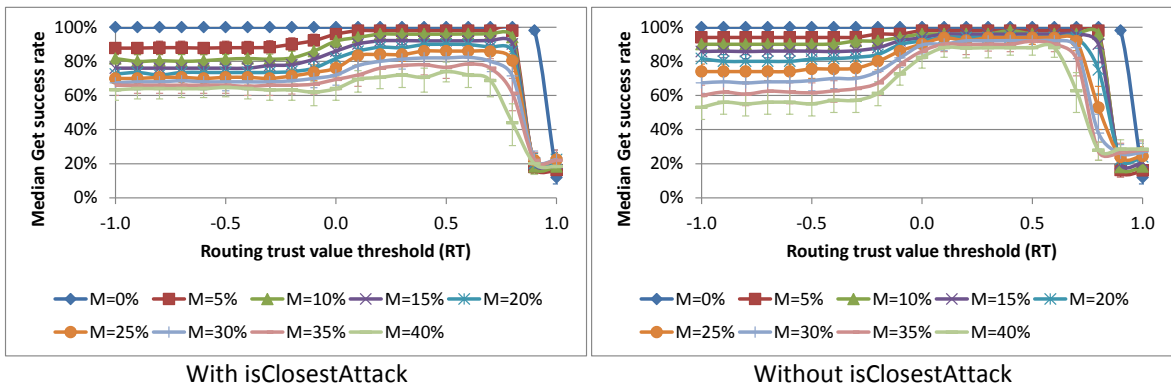 Median Get success rate
100%
80%
60%
40%
20%
0%
-1.0 -0.5 0.0 0.5 1.0
Routing trust value threshold (RT)
M=0% M=5% M=10% M=15% M=20%
M=25% M=30% M=35% M=40%
With isClosestAttack
Median Get success rate
100%
80%
60%
40%
20%
0%
-1.0 -0.5 0.0 0.5 1.0
Routing trust value threshold (RT)
M=0% M=5% M=10% M=15% M=20%
M=25% M=30% M=35% M=40%
Without isClosestAttack